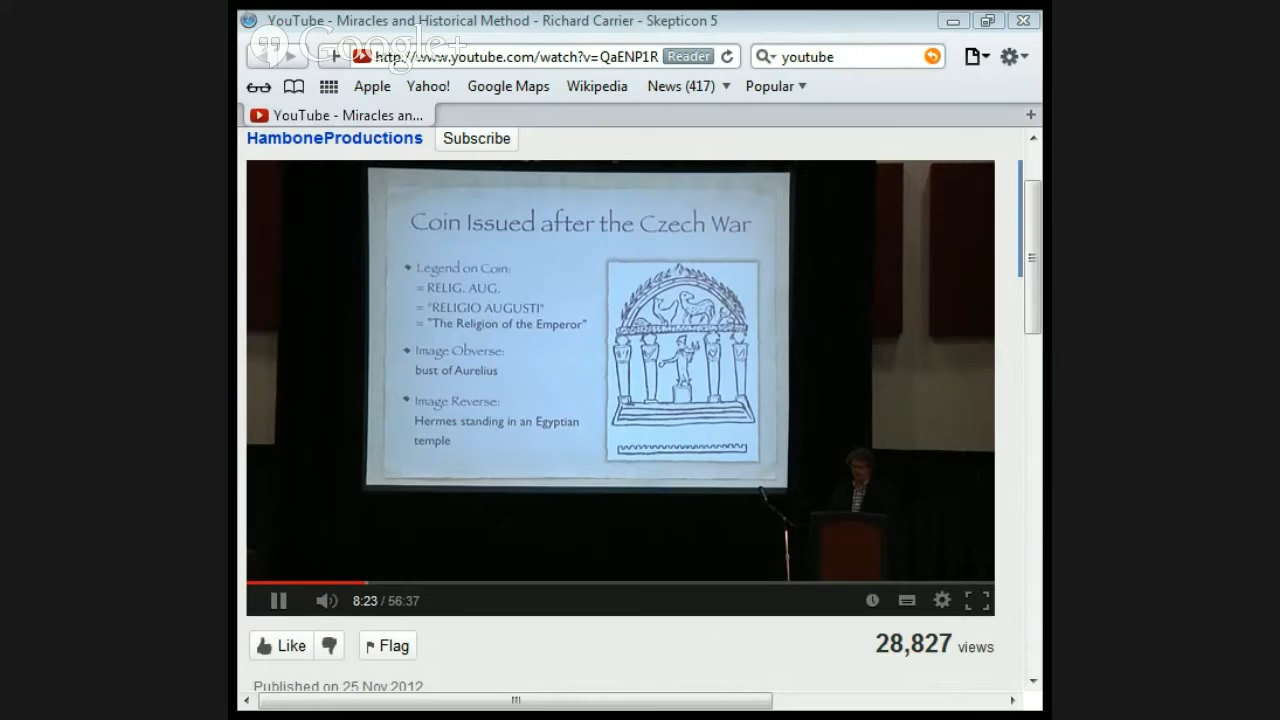 YouTube - Miracles and Historical Method - Richard Carrier - Skepticon 5
Google+
http://www.youtube.com/watch?v=QaENP1R
Reader
youtube
Apple
Yahoo!
Google Maps
Wikipedia
News (417)
Popular
YouTube - Miracles an...
HamboneProductions
Subscribe
Coin Issued after the Czech War
Legend on Coin:
= RELIG. AUG.
= "RELIGIO AUGUSTI"
= "The Religion of the Emperor"
Image Obverse:
bust of Aurelius
Image Reverse:
Hermes standing in an Egyptian
temple
8:23 / 56:37
Like
Flag
28,827 views
Published on 25 Nov 2012